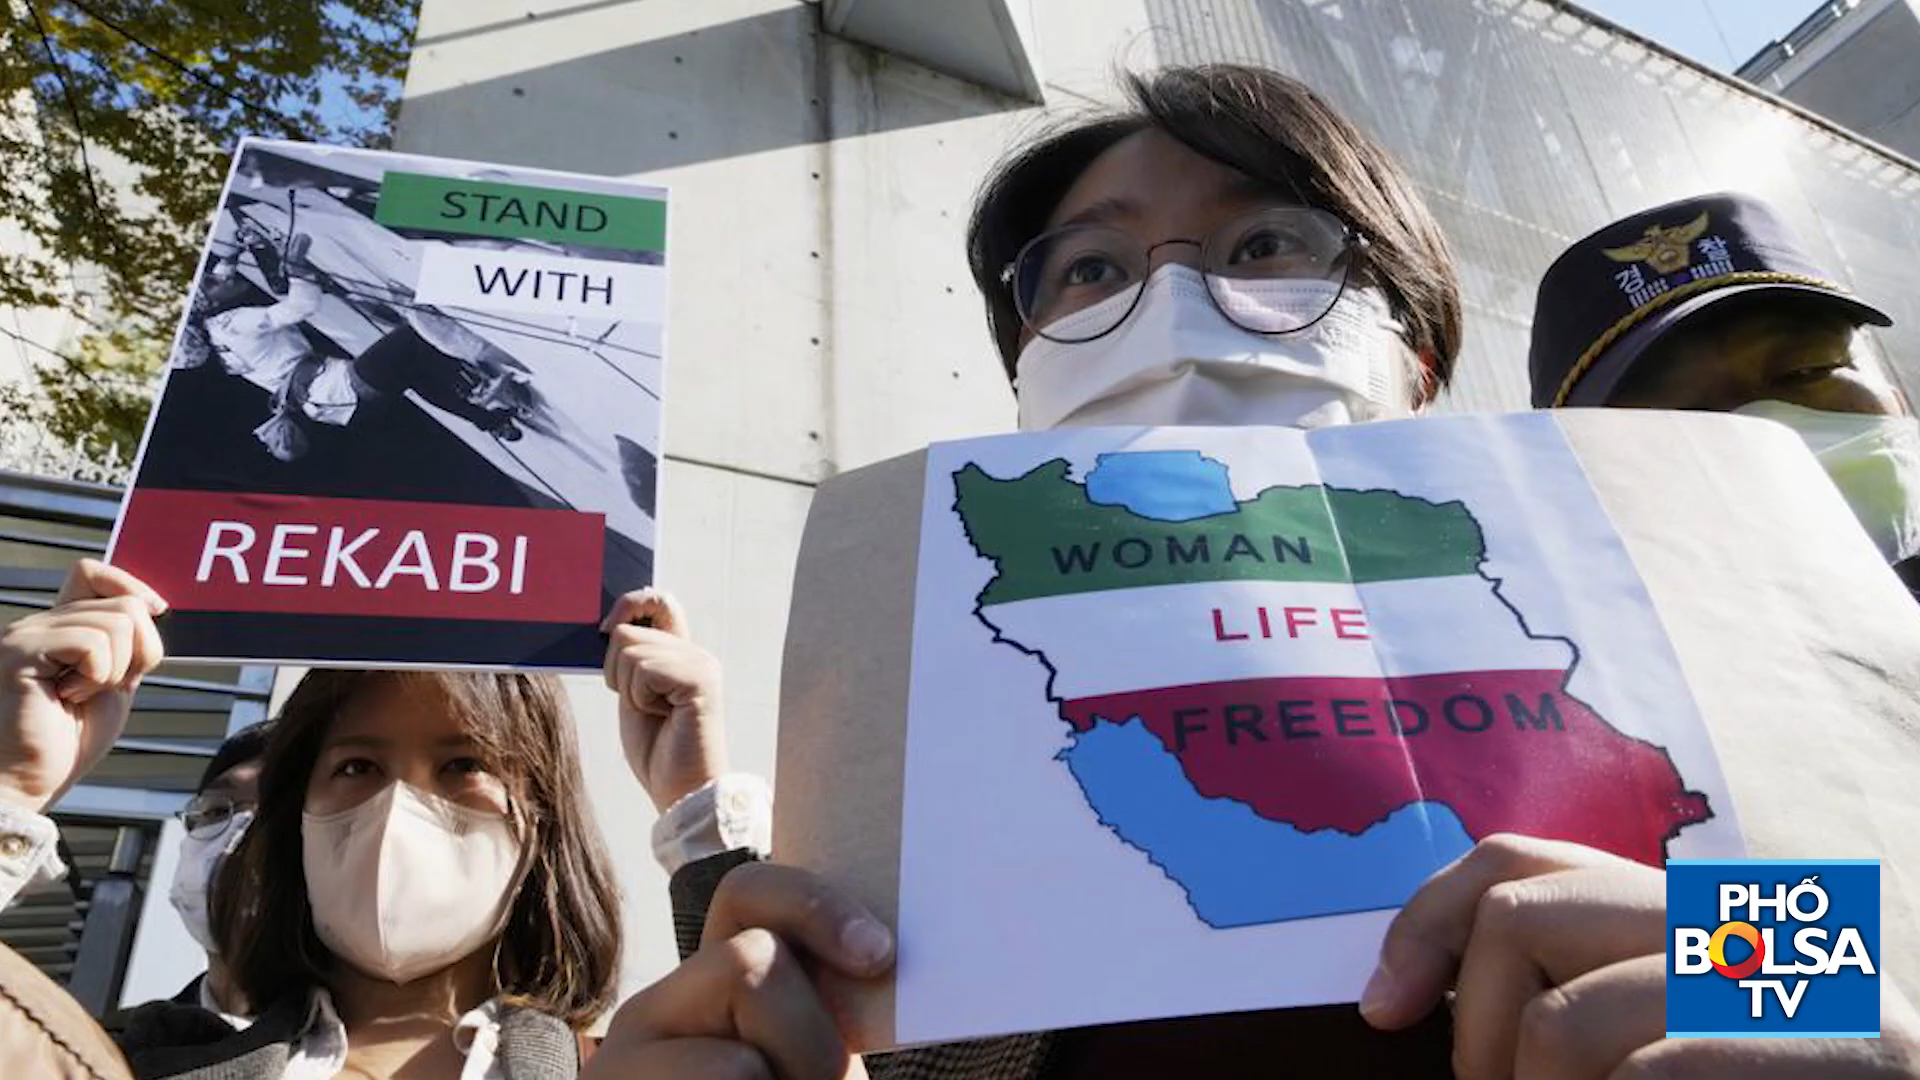 STAND
WITH
REKABI
WOMAN
LIFE
FREEDOM
경찰
PHỐ
BOLSA
TV